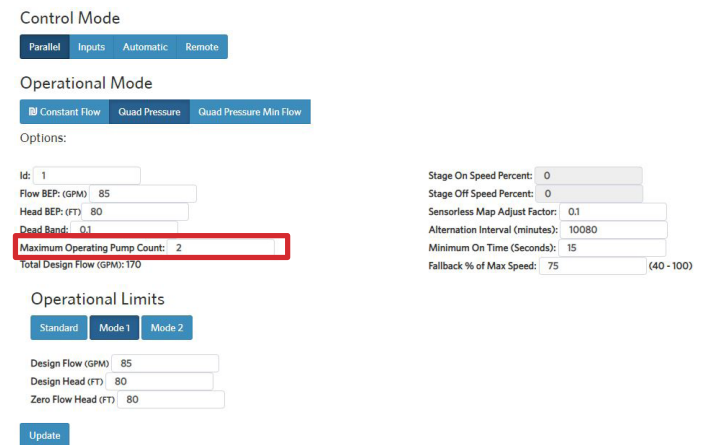 Control Mode
Parallel Inputs Automatic Remote
Operational Mode
₪ Constant Flow Quad Pressure Quad Pressure Min Flow
Options:
Id: 1
Flow BEP: (GPM) 85
Head BEP: (FT) 80
Dead Band: 0.1
Maximum Operating Pump Count: 2
Total Design Flow (GPM): 170
Stage On Speed Percent: 0
Stage Off Speed Percent: 0
Sensorless Map Adjust Factor: 0.1
Alternation Interval (minutes): 10080
Minimum On Time (Seconds): 15
Fallback % of Max Speed: 75 (40 - 100)
Operational Limits
Standard Mode 1 Mode 2
Design Flow (GPM) 85
Design Head (FT) 80
Zero Flow Head (FT) 80
Update